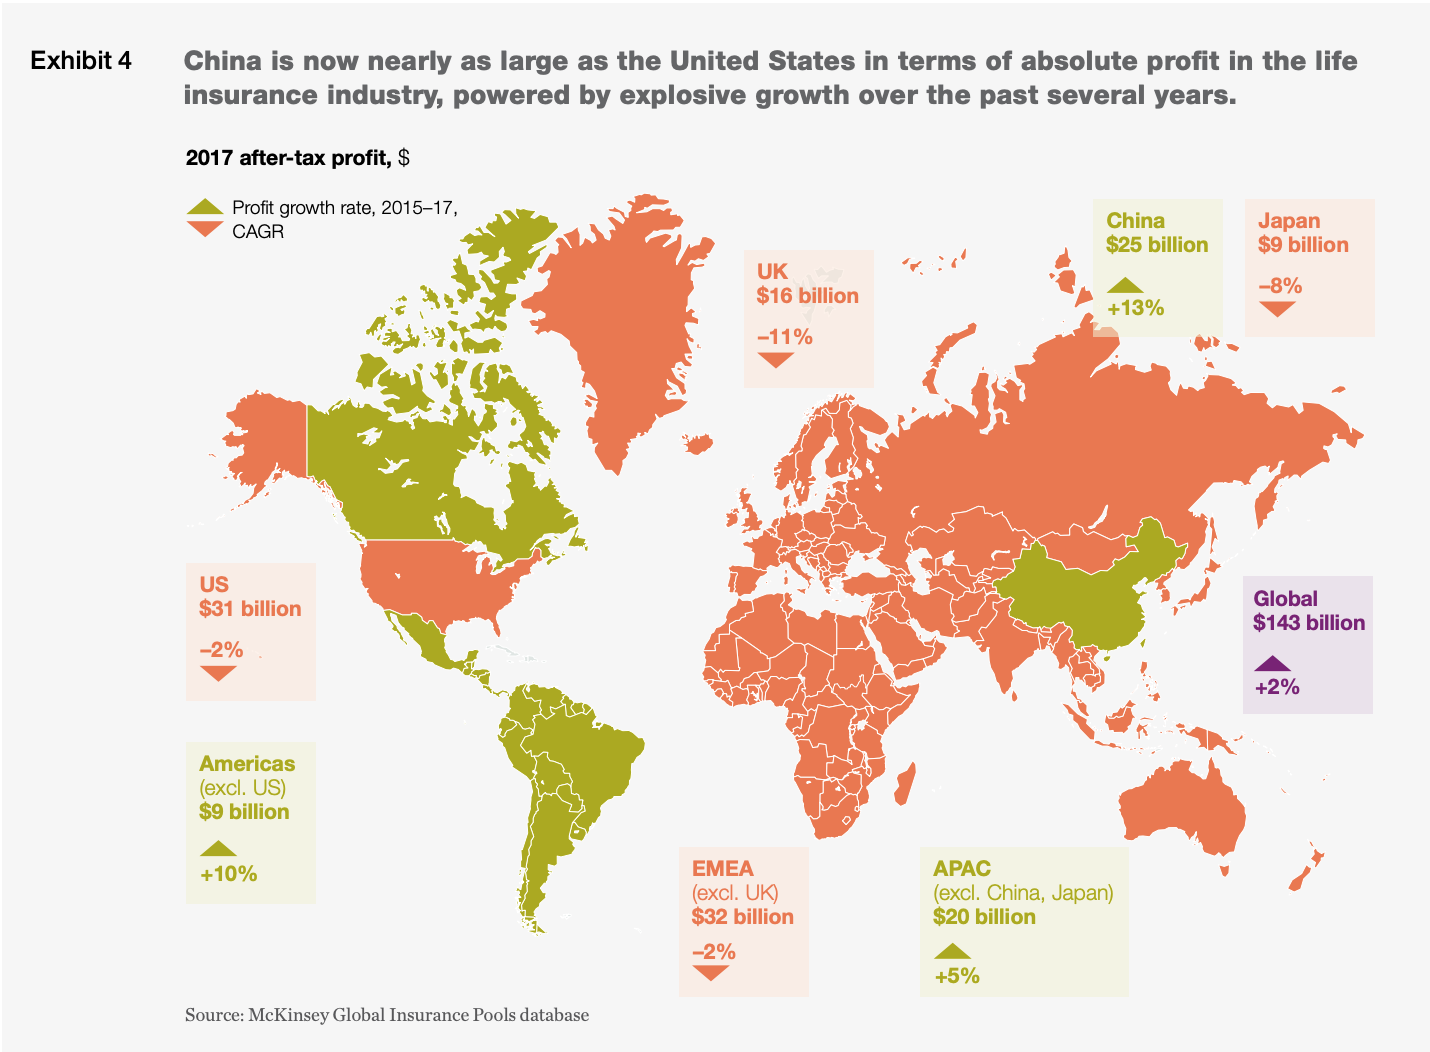 Exhibit 4
China is now nearly as large as the United States in terms of absolute profit in the life
insurance industry, powered by explosive growth over the past several years.
2017 after-tax profit, $
Profit growth rate, 2015–17,
CAGR
UK
$16 billion
–11%
China
$25 billion
+13%
Japan
$9 billion
–8%
US
$31 billion
–2%
Global
$143 billion
+2%
Americas
(excl. US)
$9 billion
+10%
EMEA
(excl. UK)
$32 billion
–2%
APAC
(excl. China, Japan)
$20 billion
+5%
Source: McKinsey Global Insurance Pools database